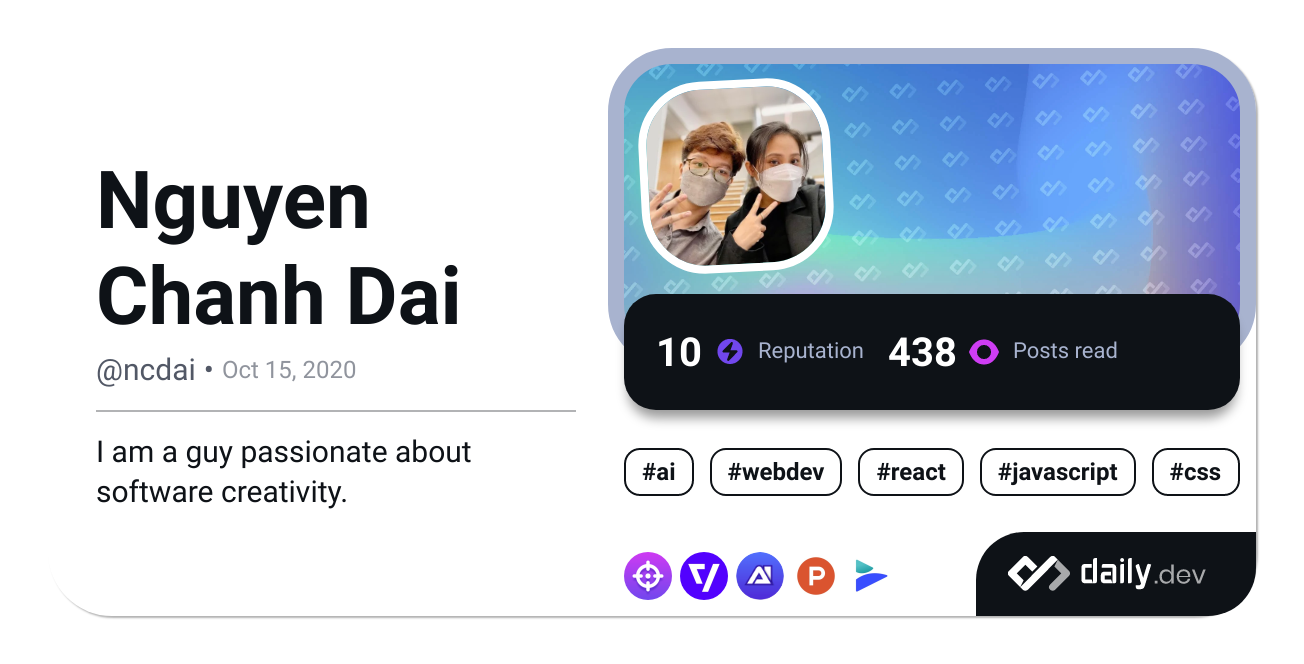 Nguyen
Chanh Dai
@ncdai • Oct 15, 2020
I am a guy passionate about
software creativity.
10 Reputation 438 Posts read
#ai #webdev #react #javascript #css
daily.dev